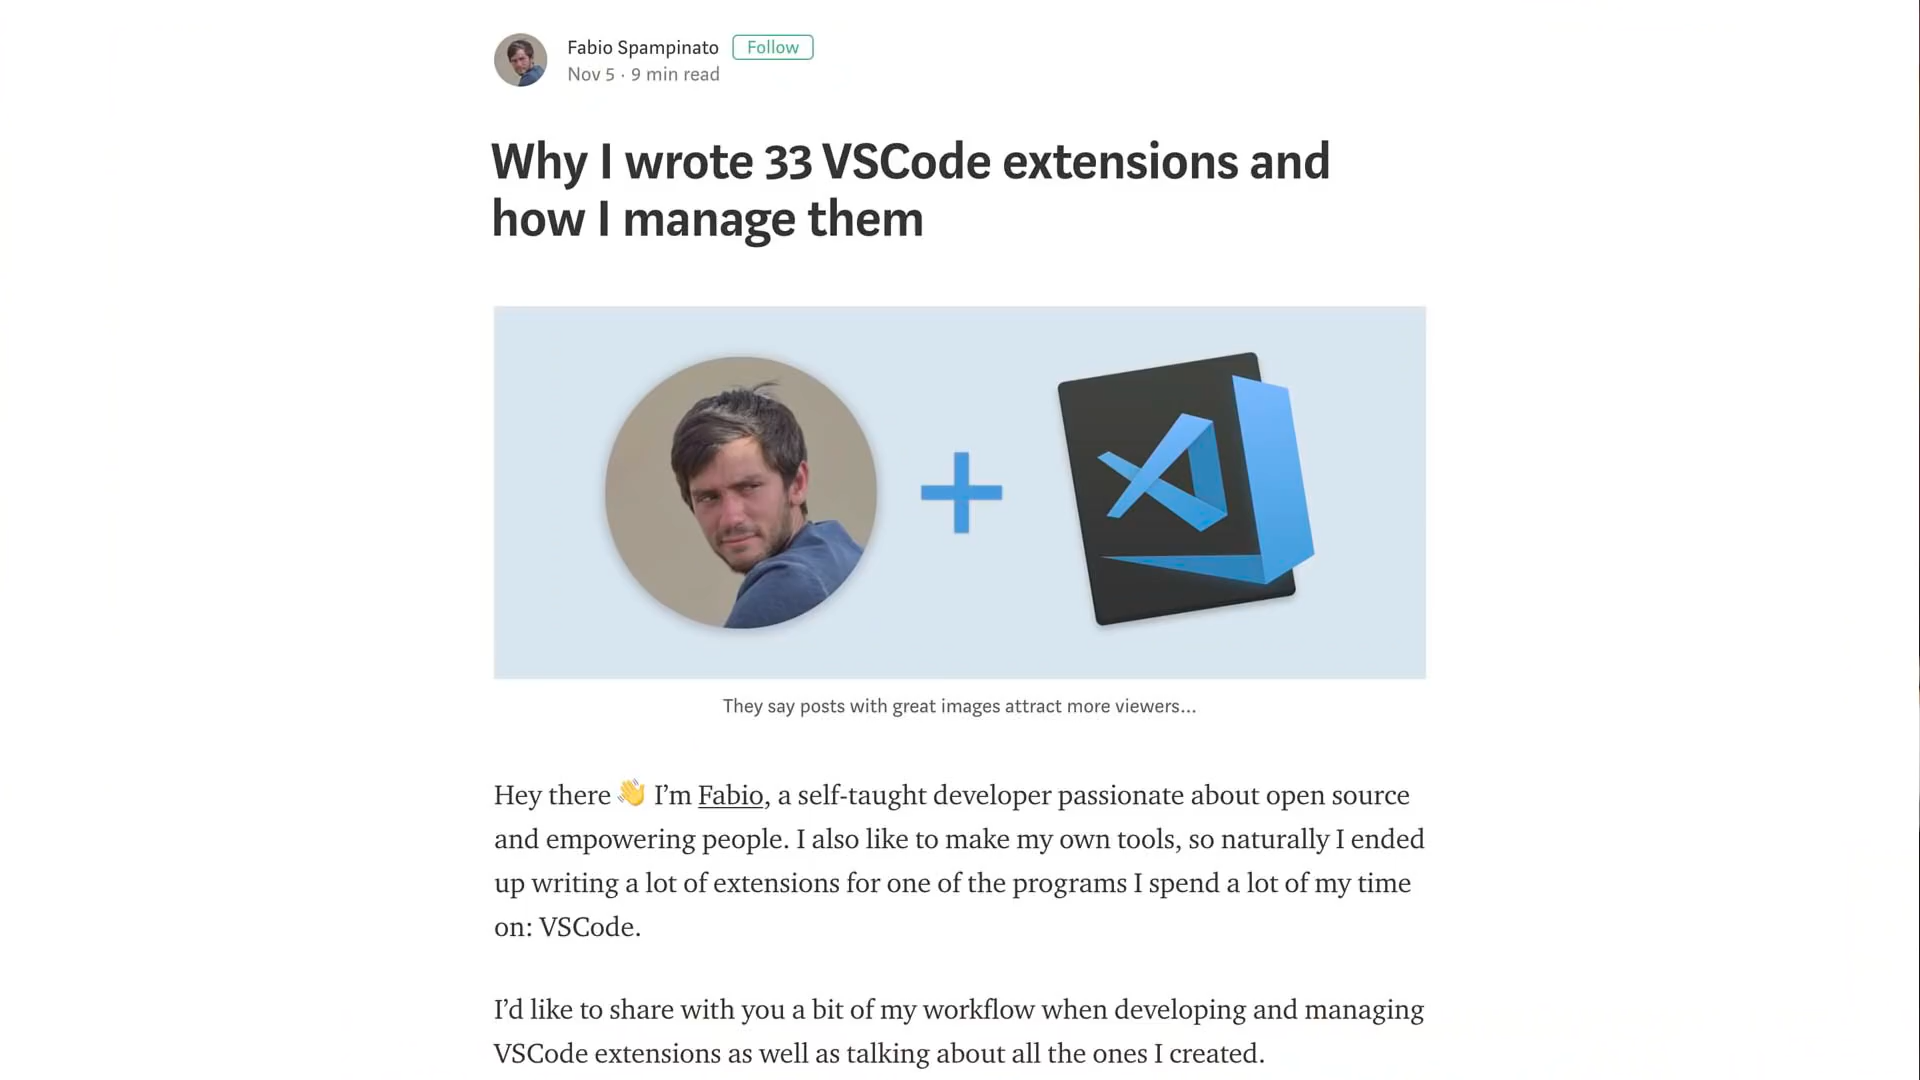 Fabio Spampinato Follow
Nov 5 · 9 min read
Why I wrote 33 VSCode extensions and
how I manage them
They say posts with great images attract more viewers…
Hey there 👋 I’m Fabio, a self-taught developer passionate about open source
and empowering people. I also like to make my own tools, so naturally I ended
up writing a lot of extensions for one of the programs I spend a lot of my time
on: VSCode.
I’d like to share with you a bit of my workflow when developing and managing
VSCode extensions as well as talking about all the ones I created.